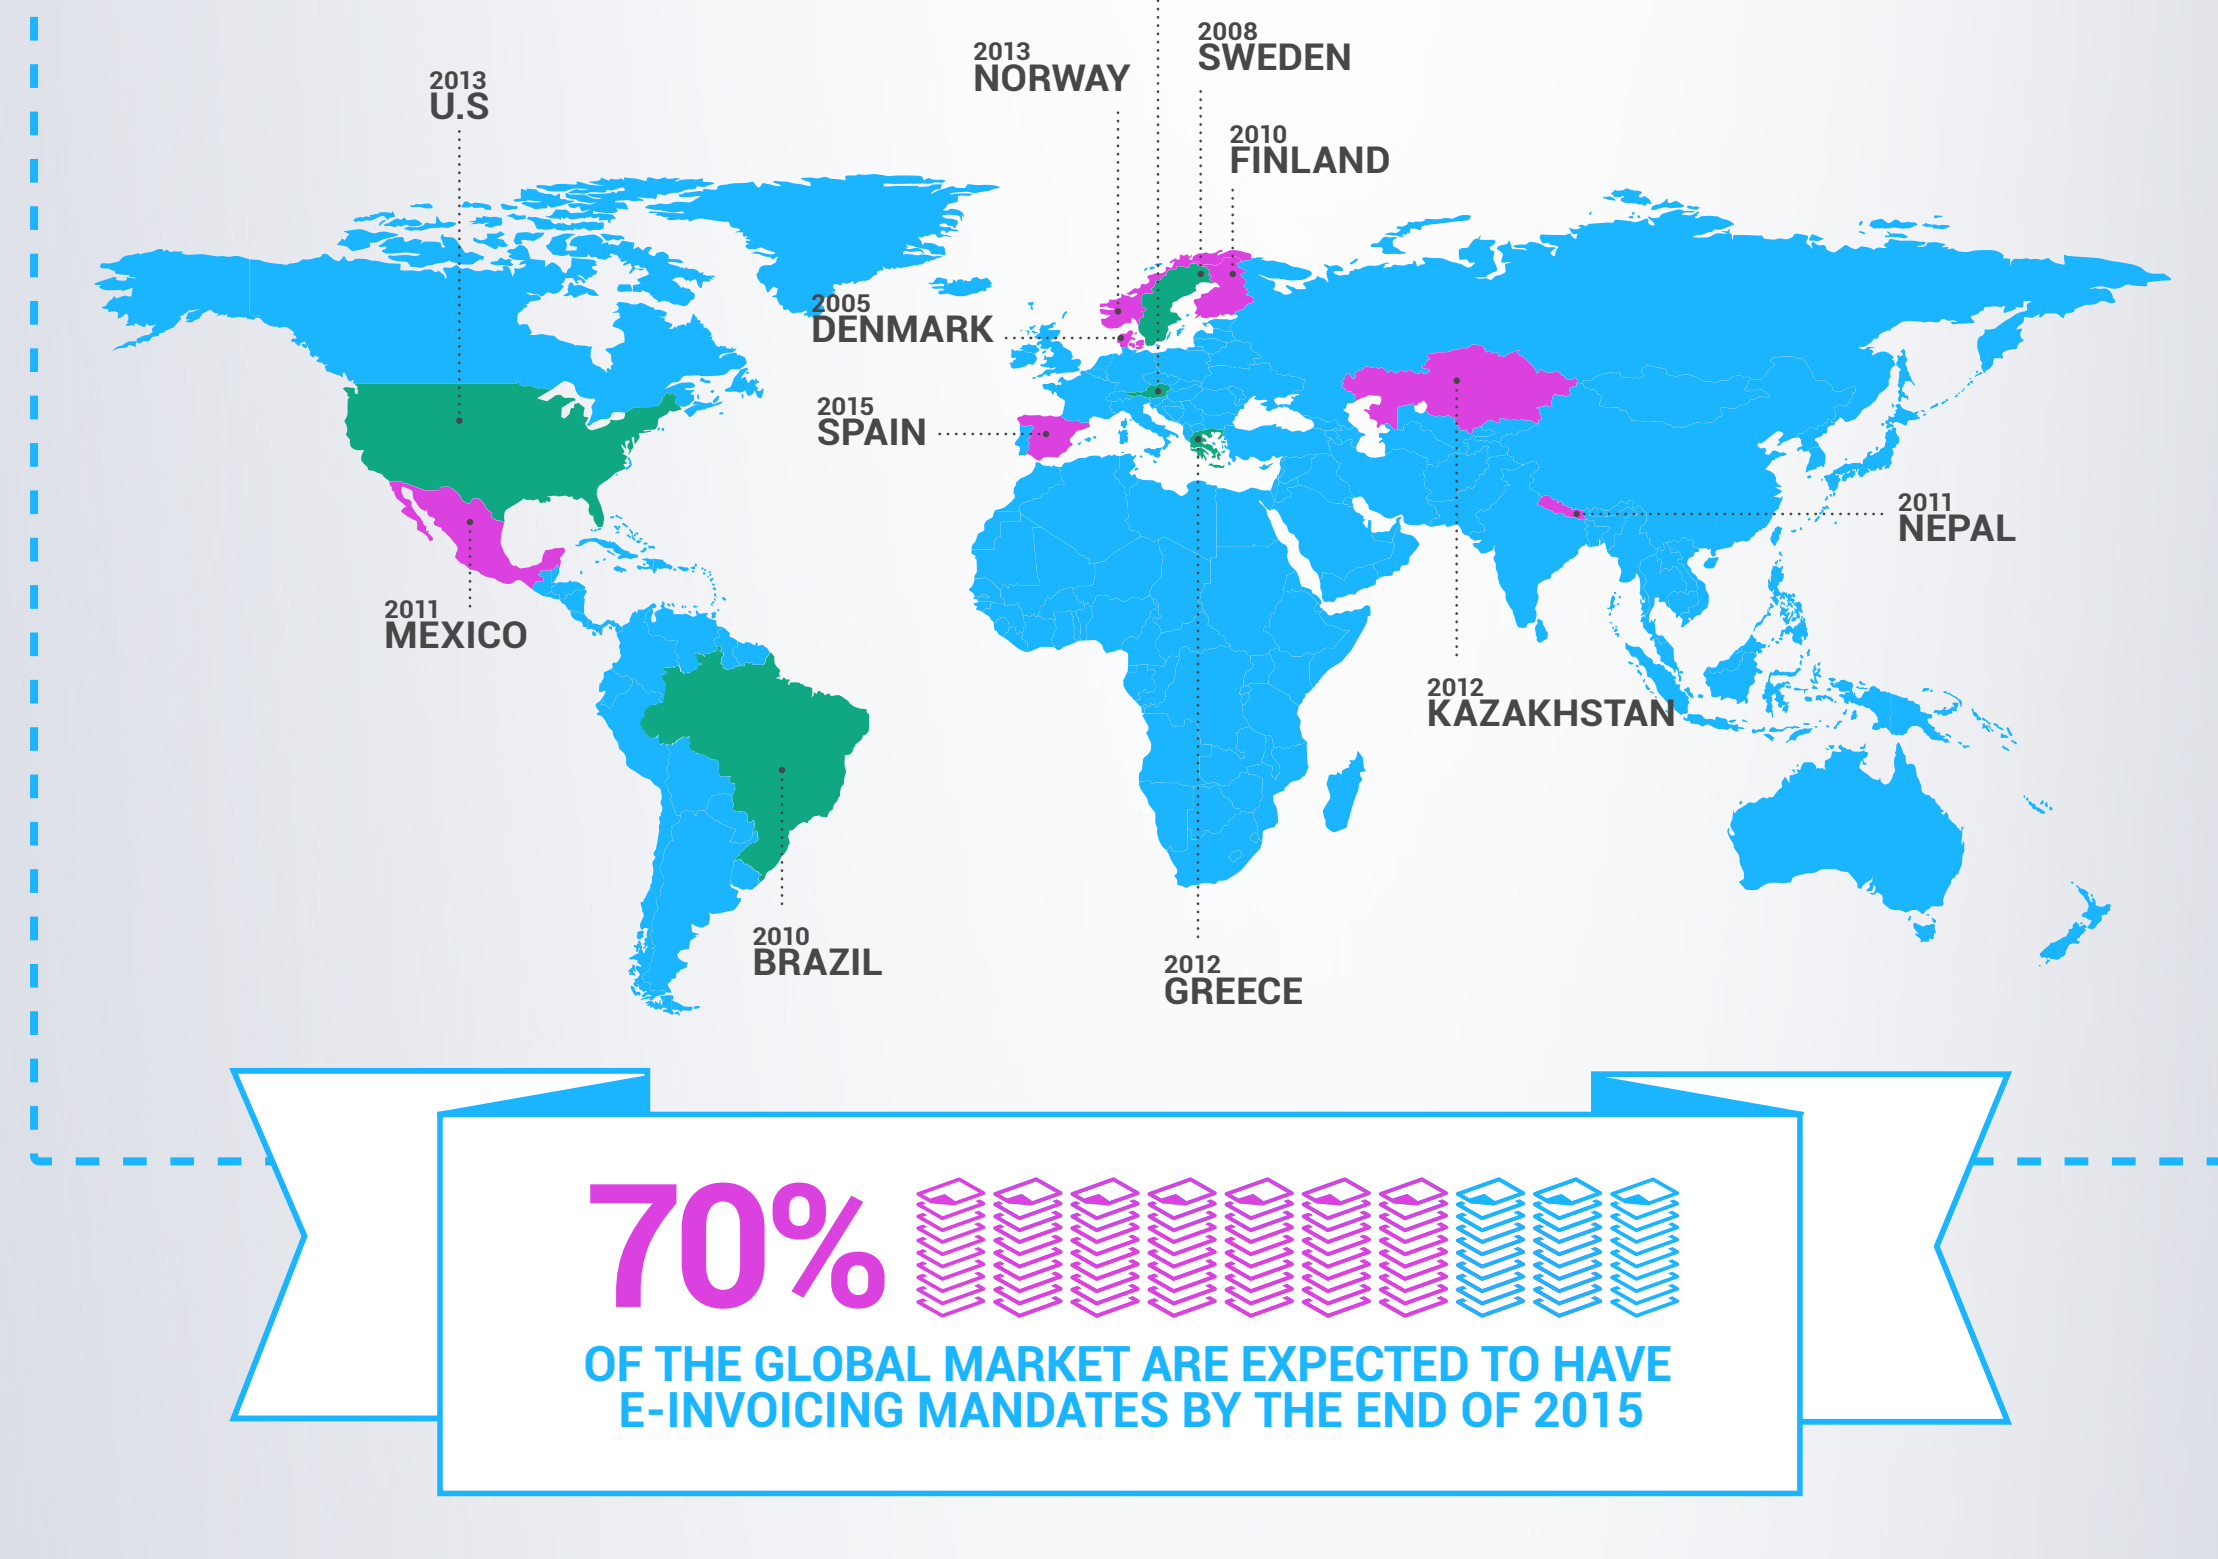 2008
SWEDEN
2013
NORWAY
2013
U.S
2010
FINLAND
2005
DENMARK
2015
SPAIN
2011
NEPAL
2011
MEXICO
2012
KAZAKHSTAN
2010
BRAZIL
2012
GREECE
70%
OF THE GLOBAL MARKET ARE EXPECTED TO HAVE
E-INVOICING MANDATES BY THE END OF 2015